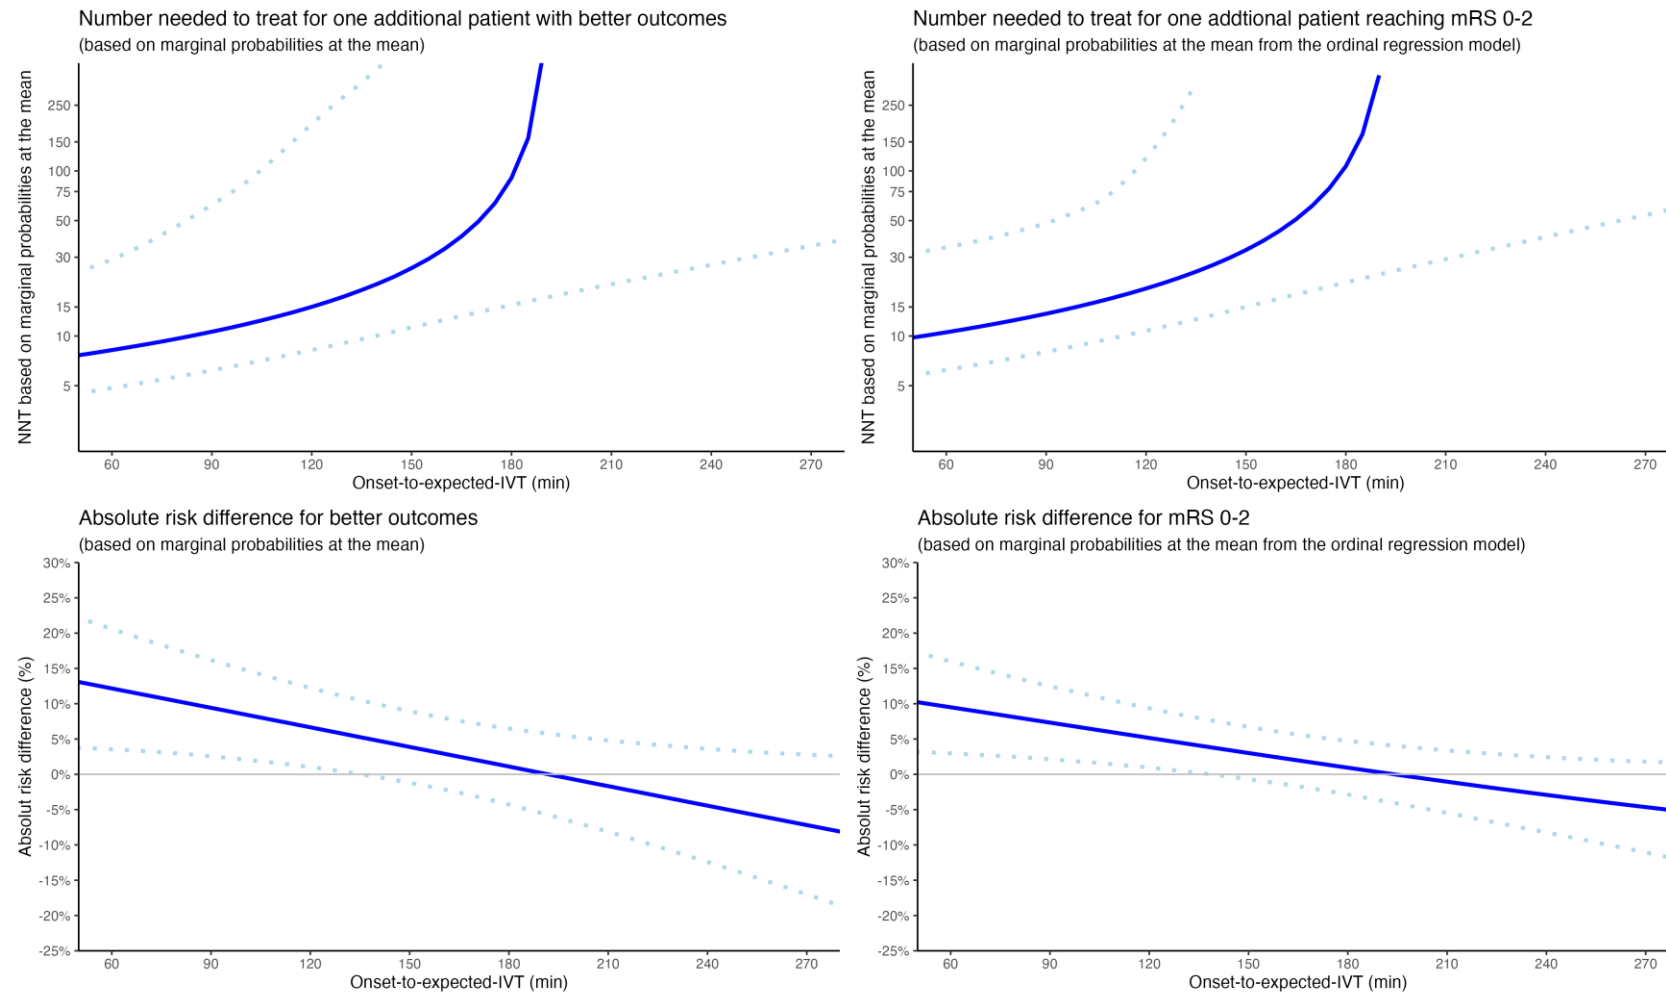 Number needed to treat for one additional patient with better outcomes
(based on marginal probabilities at the mean)
NNT based on marginal probabilities at the mean
250
150
100
75
50
30
15
10
5
60 90 120 150 180 210 240 270
Onset-to-expected-IVT (min)
Number needed to treat for one addtional patient reaching mRS 0-2
(based on marginal probabilities at the mean from the ordinal regression model)
NNT based on marginal probabilities at the mean
250
150
100
75
50
30
15
10
5
60 90 120 150 180 210 240 270
Onset-to-expected-IVT (min)
Absolute risk difference for better outcomes
(based on marginal probabilities at the mean)
Absolut risk difference (%)
30%
25%
20%
15%
10%
5%
0%
-5%
-10%
-15%
-20%
-25%
60 90 120 150 180 210 240 270
Onset-to-expected-IVT (min)
Absolute risk difference for mRS 0-2
(based on marginal probabilities at the mean from the ordinal regression model)
Absolut risk difference (%)
30%
25%
20%
15%
10%
5%
0%
-5%
-10%
-15%
-20%
-25%
60 90 120 150 180 210 240 270
Onset-to-expected-IVT (min)